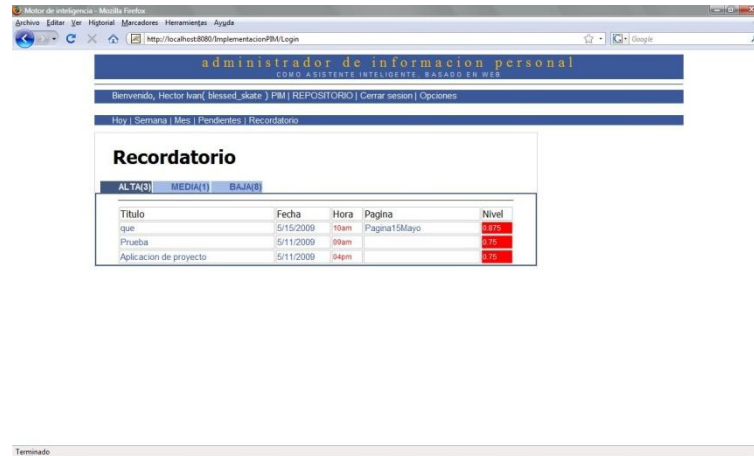 Motor de inteligencia - Mozilla Firefox
Archivo Editar Ver Historial Marcadores Herramientas Ayuda
http://localhost:8080/ImplementacionPIM/Login
Google
administrador de informacion personal
COMO ASISTENTE INTELIGENTE, BASADO EN WEB
Bienvenido, Hector Ivan( blessed_skate ) PIM | REPOSITORIO | Cerrar sesion | Opciones
Hoy | Semana | Mes | Pendientes | Recordatorio
Recordatorio
ALTA(3) MEDIA(1) BAJA(8)
Titulo Fecha Hora Pagina Nivel
que 5/15/2009 10am Pagina15Mayo 0.875
Prueba 5/11/2009 09am 0.75
Aplicacion de proyecto 5/11/2009 04pm 0.75
Terminado